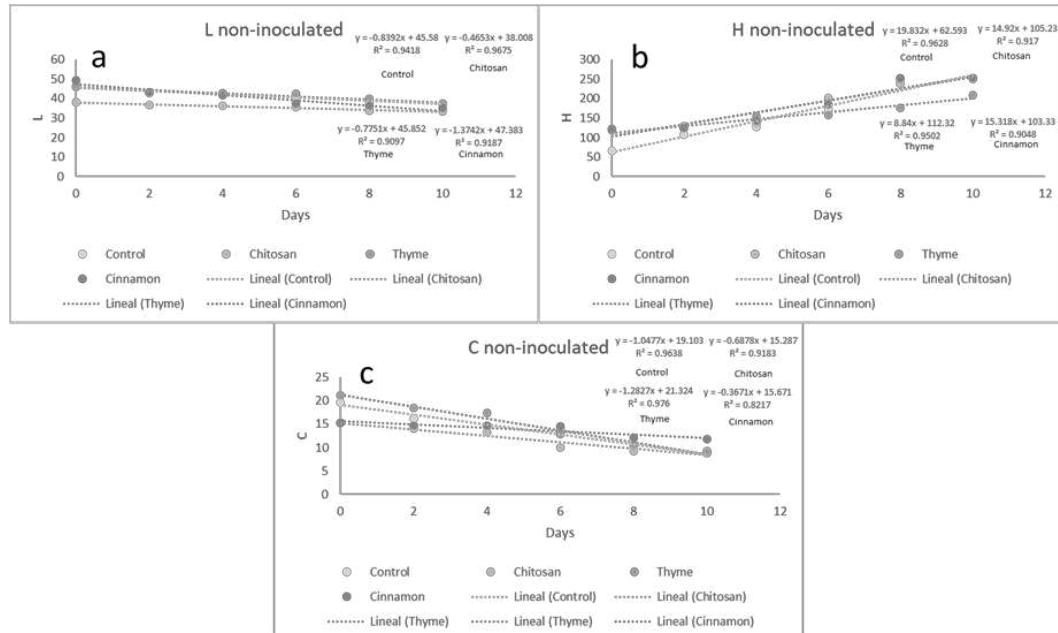 L non-inoculated
a
y = -0.8392x + 45.58
R² = 0.9418
Control
y = -0.4653x + 38.008
R² = 0.9675
Chitosan
y = -0.7751x + 45.852
R² = 0.9097
Thyme
y = -1.3742x + 47.383
R² = 0.9187
Cinnamon
L
60
50
40
30
20
10
0
0 2 4 6 8 10 12
Days
Control Chitosan Thyme
Cinnamon Lineal (Control) Lineal (Chitosan)
Lineal (Thyme) Lineal (Cinnamon)
H non-inoculated
b
y = 19.832x + 62.593
R² = 0.9628
Control
y = 14.92x + 105.23
R² = 0.917
Chitosan
y = 8.84x + 112.32
R² = 0.9502
Thyme
y = 15.318x + 103.33
R² = 0.9048
Cinnamon
H
300
250
200
150
100
50
0
0 2 4 6 8 10 12
Days
Control Chitosan Thyme
Cinnamon Lineal (Control) Lineal (Chitosan)
Lineal (Thyme) Lineal (Cinnamon)
C non-inoculated
c
y = -1.0477x + 19.103
R² = 0.9638
Control
y = -0.6878x + 15.287
R² = 0.9183
Chitosan
y = -1.2827x + 21.324
R² = 0.976
Thyme
y = -0.3671x + 15.671
R² = 0.8217
Cinnamon
C
25
20
15
10
5
0
0 2 4 6 8 10 12
Days
Control Chitosan Thyme
Cinnamon Lineal (Control) Lineal (Chitosan)
Lineal (Thyme) Lineal (Thyme) Lineal (Cinnamon)